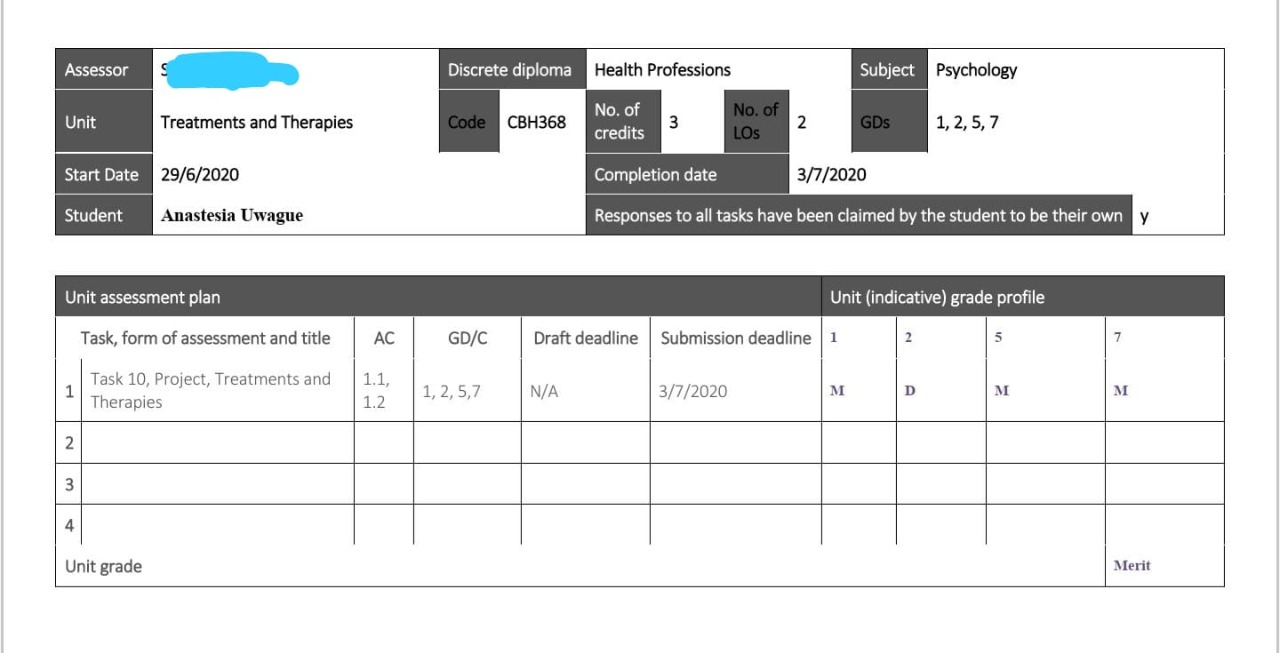 Assessor Discrete diploma Health Professions Subject Psychology
Unit Treatments and Therapies Code CBH368 No. of credits 3 No. of LOs 2 GDs 1, 2, 5, 7
Start Date 29/6/2020 Completion date 3/7/2020
Student Anastesia Uwague Responses to all tasks have been claimed by the student to be their own y
Unit assessment plan Unit (indicative) grade profile
Task, form of assessment and title AC GD/C Draft deadline Submission deadline 1 2 5 7
1 Task 10, Project, Treatments and Therapies 1.1, 1.2 1, 2, 5,7 N/A 3/7/2020 M D M M
2
3
4
Unit grade Merit